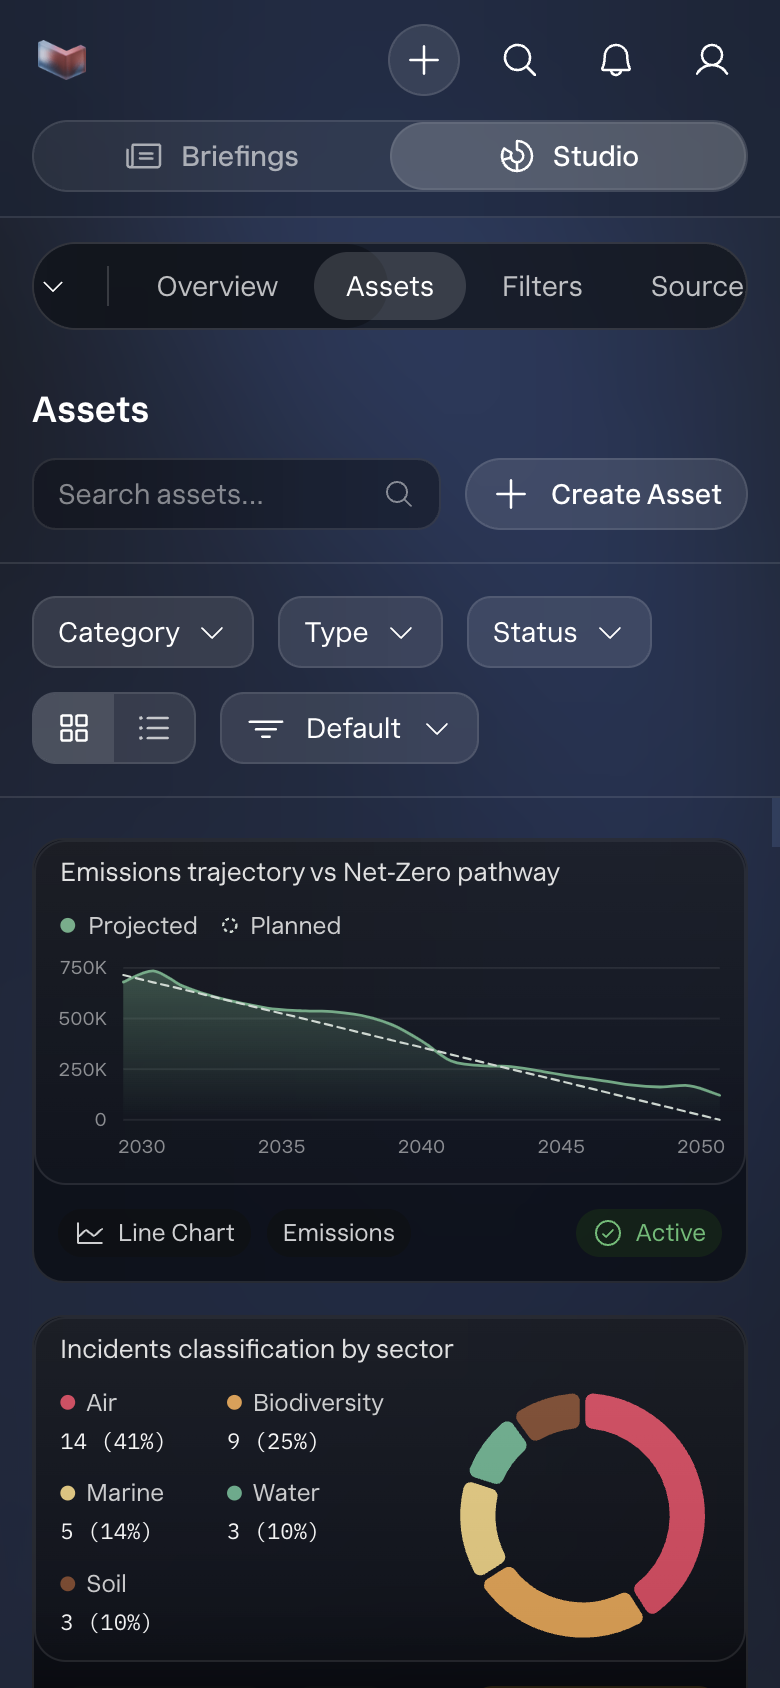 Briefings
Studio
Overview
Assets
Filters
Source
Assets
Search assets...
Create Asset
Category
Type
Status
Default
Emissions trajectory vs Net-Zero pathway
Projected
Planned
750K
500K
250K
0
2030 2035 2040 2045 2050
Line Chart
Emissions
Active
Incidents classification by sector
Air
14 (41%)
Biodiversity
9 (25%)
Marine
5 (14%)
Water
3 (10%)
Soil
3 (10%)